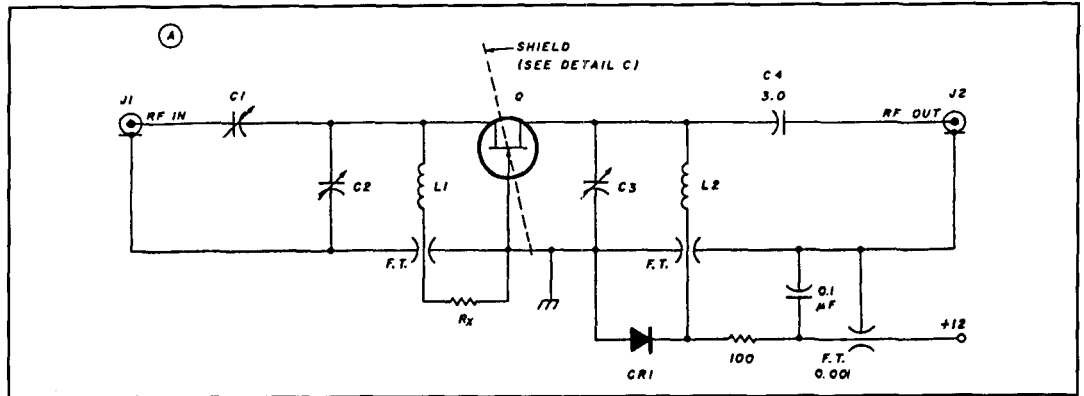 A
SHIELD
(SEE DETAIL C)
J1
RF IN
C1
Q
C4
3.0
J2
RF OUT
C2
L1
C3
L2
F.T.
F.T.
RX
0.1
µF
+12
CR1
100
F.T.
0.001